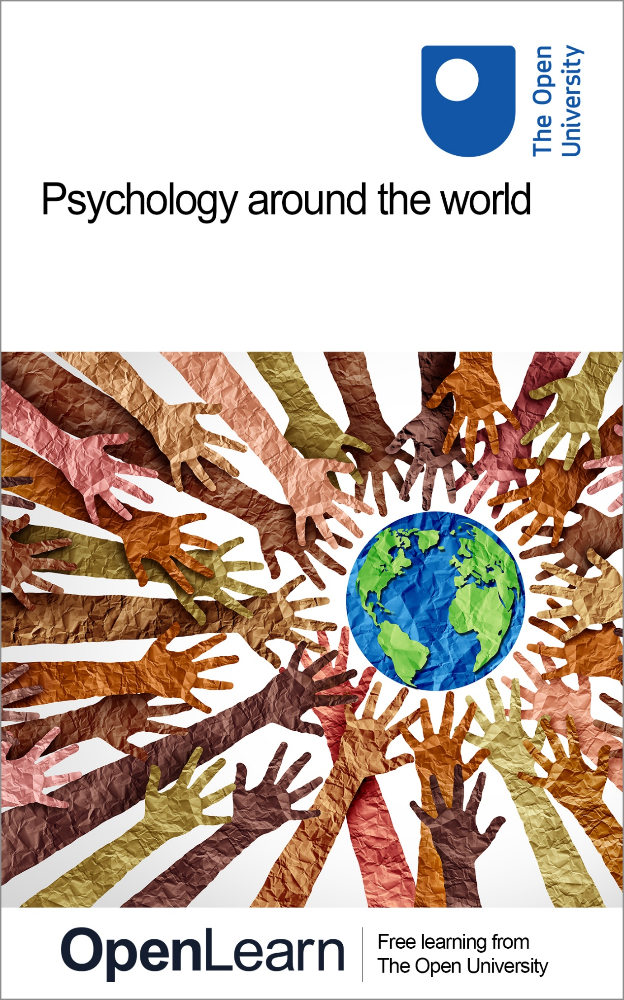 The Open
University
Psychology around the world
OpenLearn
Free learning from
The Open University